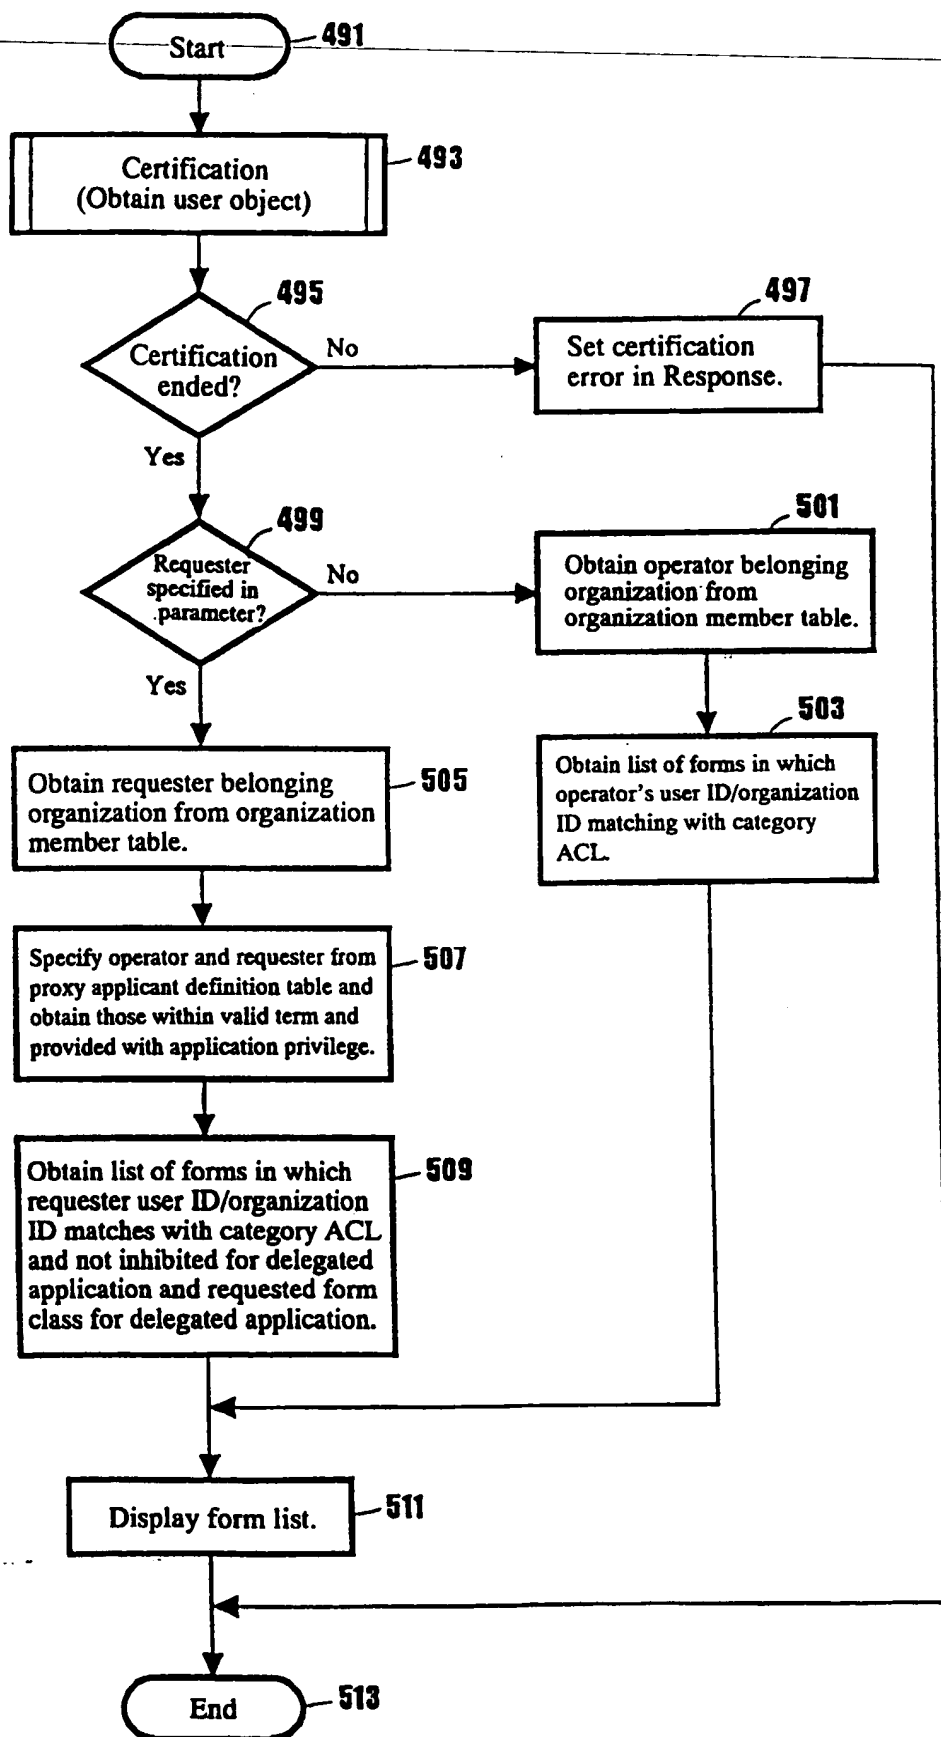 Start
491
Certification
(Obtain user object)
493
495
Certification
ended?
No
Yes
497
Set certification
error in Response.
499
Requester
specified in
parameter?
No
Yes
501
Obtain operator belonging
organization from
organization member table.
503
Obtain list of forms in which
operator's user ID/organization
ID matching with category
ACL.
Obtain requester belonging
organization from organization
member table.
505
Specify operator and requester from
proxy applicant definition table and
obtain those within valid term and
provided with application privilege.
507
Obtain list of forms in which
requester user ID/organization
ID matches with category ACL
and not inhibited for delegated
application and requested form
class for delegated application.
509
Display form list.
511
End
513